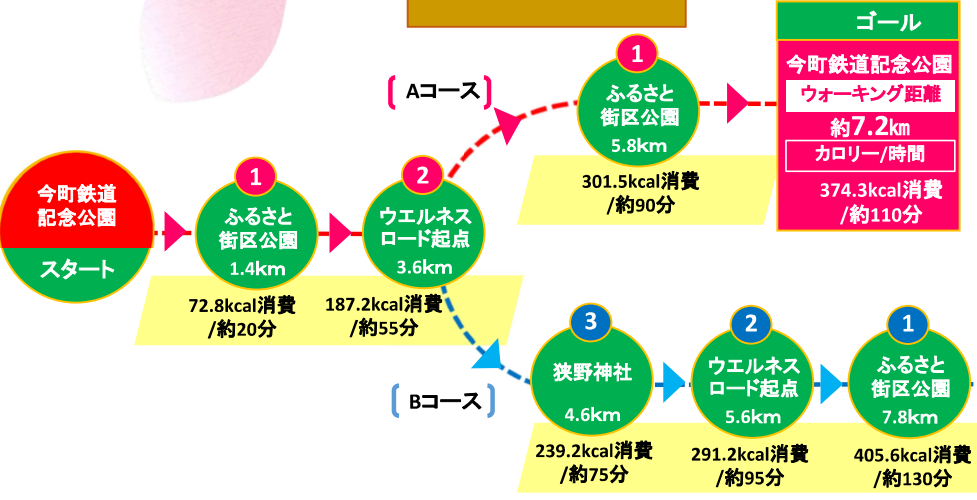 今町鉄道
記念公園
スタート
1
ふるさと
街区公園
1.4km
72.8kcal消費
/約20分
2
ウエルネス
ロード起点
3.6km
187.2kcal消費
/約55分
[Aコース]
1
ふるさと
街区公園
5.8km
301.5kcal消費
/約90分
ゴール
今町鉄道記念公園
ウォーキング距離
約7.2km
カロリー/時間
374.3kcal消費
/約110分
[Bコース]
3
狭野神社
4.6km
239.2kcal消費
/約75分
2
ウエルネス
ロード起点
5.6km
291.2kcal消費
/約95分
1
ふるさと
街区公園
7.8km
405.6kcal消費
/約130分